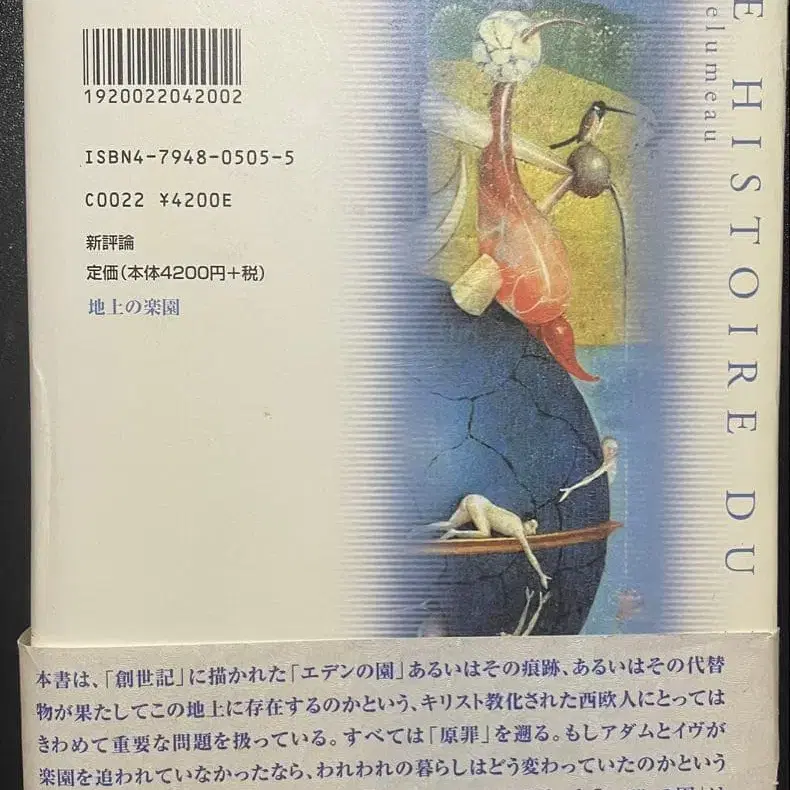 1920022042002
ISBN4-7948-0505-5
C0022 ¥4200E
新評論
定価(本体4200円+税)
地上の楽園
E HISTOIRE DU
elumeau
本書は、「創世記」に描かれた「エデンの園」あるいはその痕跡、あるいはその代替
物が果たしてこの地上に存在するのかという、キリスト教化された西欧人にとっては
きわめて重要な問題を扱っている。すべては「原罪」を遡る。もしアダムとイヴが
楽園を追われていなかったなら、われわれの暮らしはどう変わっていたのかという